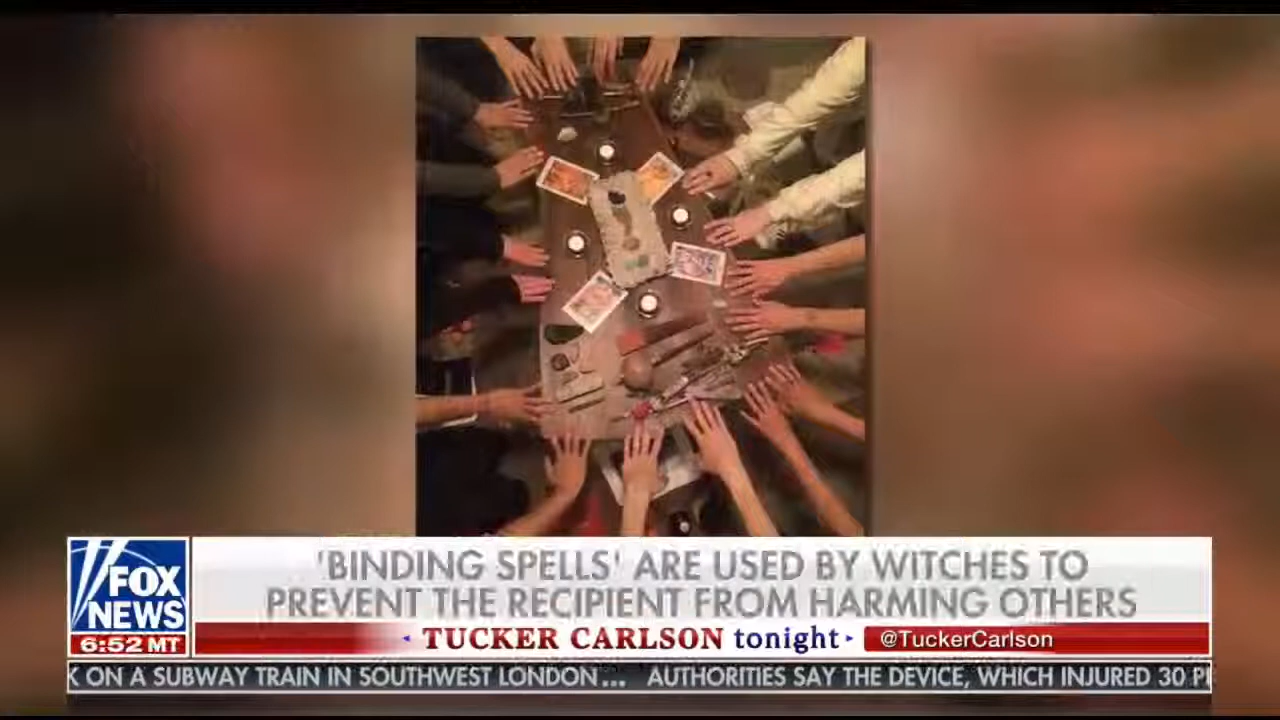 'BINDING SPELLS' ARE USED BY WITCHES TO
PREVENT THE RECIPIENT FROM HARMING OTHERS
FOX
NEWS
6:52 MT
TUCKER CARLSON tonight
@TuckerCarlson
K ON A SUBWAY TRAIN IN SOUTHWEST LONDON... AUTHORITIES SAY THE DEVICE, WHICH INJURED 30 P